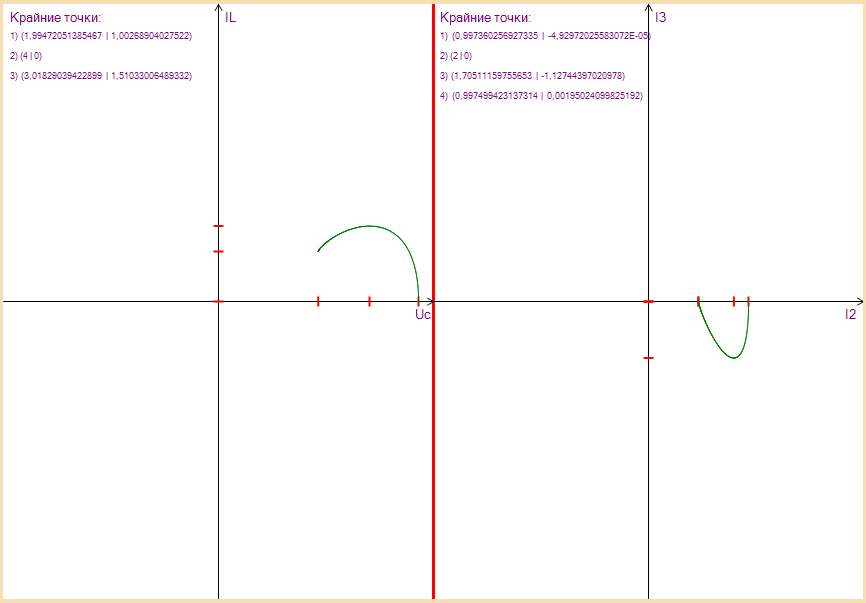 Крайние точки:
1) (1,99472051385467 | 1,00268904027522)
2) (4 | 0)
3) (3,01829039422899 | 1,51033006489332)
IL
Uc
Крайние точки:
1) (0,997360256927335 | -4,92972025583072E-05)
2) (2 | 0)
3) (1,70511159755653 | -1,12744397020978)
4) (0,997499423137314 | 0,00195024099825192)
I3
I2